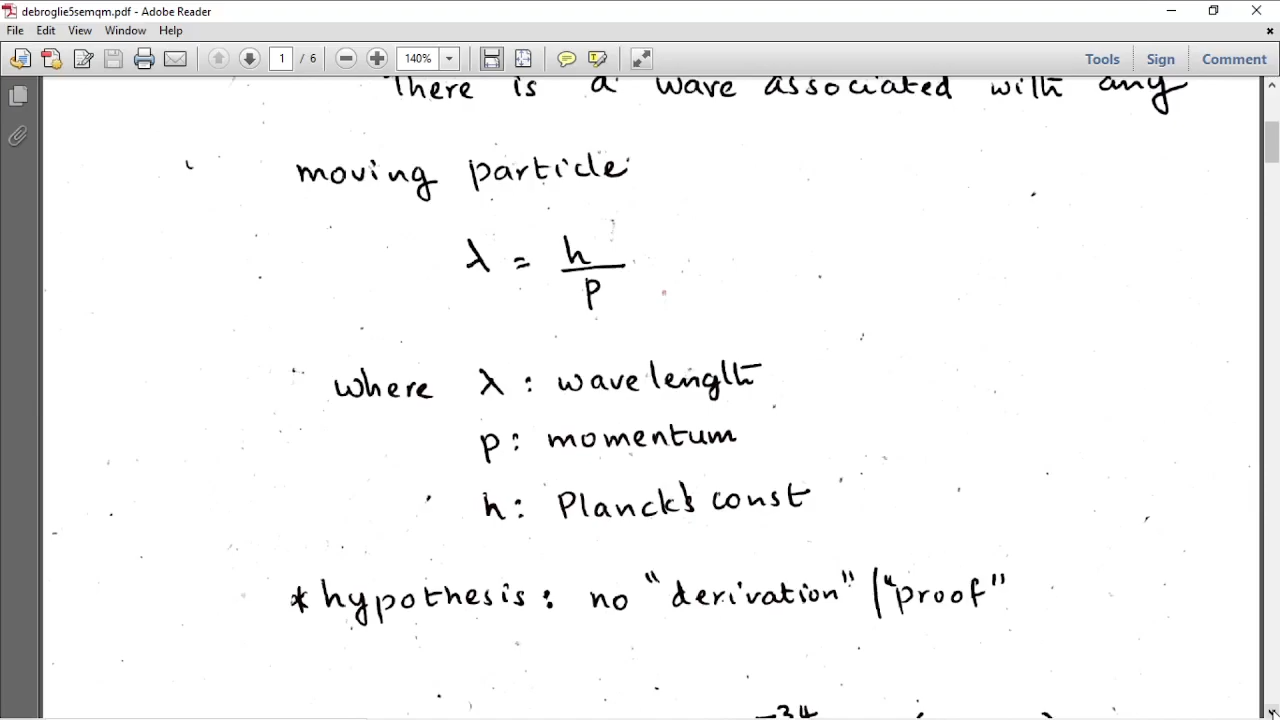 debroglie5semqm.pdf - Adobe Reader
File Edit View Window Help
1 / 6 140% Tools Sign Comment
There is a wave associated with any
moving particle
λ = h/p
where λ : wavelength
p : momentum
h : Planck's const
* hypothesis : no "derivation" / "proof"
-34